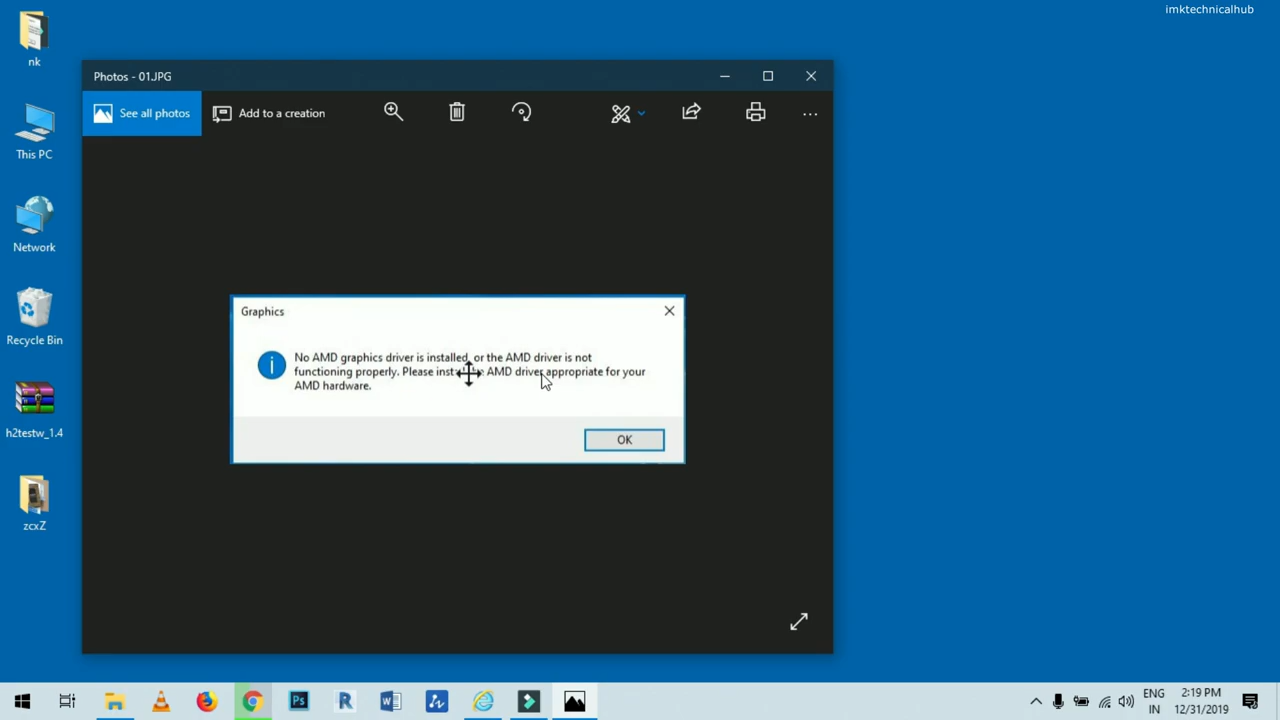 imktechnicalhub
nk
This PC
Network
Recycle Bin
h2testw_1.4
zcxZ
Photos - 01.JPG
See all photos
Add to a creation
Graphics
No AMD graphics driver is installed, or the AMD driver is not
functioning properly. Please AMD driver appropriate for your
AMD hardware.
OK
Ps
R
W
ENG
IN
2:19 PM
12/31/2019